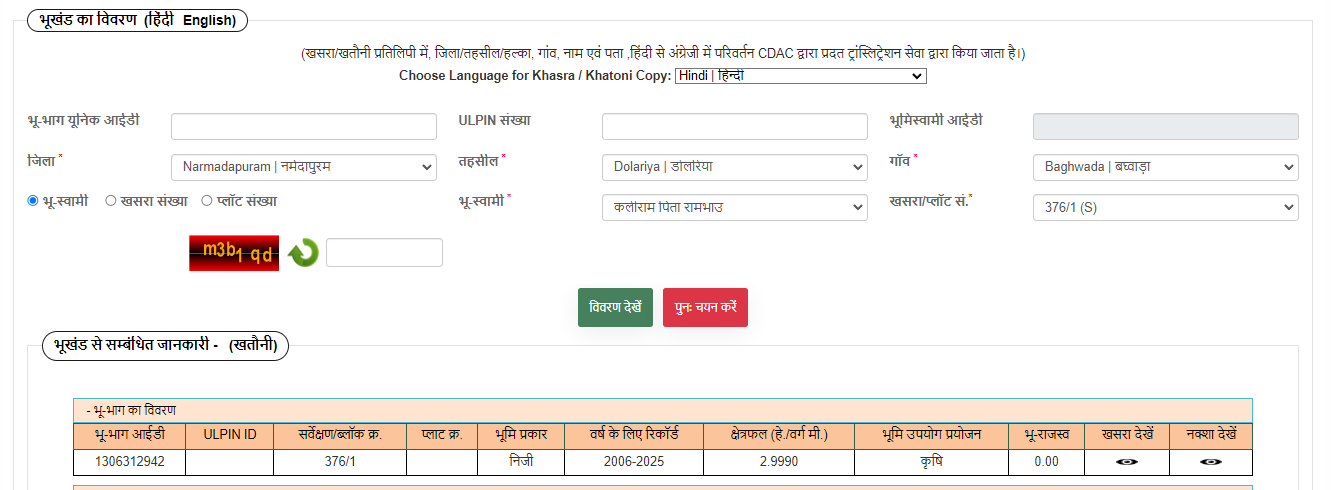 भूखंड का विवरण (हिंदी English)
(खसरा/खतौनी प्रतिलिपी में, जिला/तहसील/हल्का, गांव, नाम एवं पता ,हिंदी से अंग्रेजी में परिवर्तन CDAC द्वारा प्रदत ट्रांस्लिट्रेशन सेवा द्वारा किया जाता है।)
Choose Language for Khasra / Khatoni Copy: Hindi | हिन्दी
भू-भाग यूनिक आईडी ULPIN संख्या भूमिस्वामी आईडी
जिला * Narmadapuram | नर्मदापुरम तहसील * Dolariya | डोलरिया गाँव * Baghwada | बघवाड़ा
भू-स्वामी खसरा संख्या प्लॉट संख्या भू-स्वामी * कलीराम पिता रामभाउ खसरा/प्लॉट सं.* 376/1 (S)
m3b1qd
विवरण देखें पुनः चयन करें
भूखंड से सम्बंधित जानकारी - (खतौनी)
- भू-भाग का विवरण
भू-भाग आईडी ULPIN ID सर्वेक्षण/ब्लॉक क्र. प्लाट क्र. भूमि प्रकार वर्ष के लिए रिकॉर्ड क्षेत्रफल (हे./वर्ग मी.) भूमि उपयोग प्रयोजन भू-राजस्व खसरा देखें नक्शा देखें
1306312942 376/1 निजी 2006-2025 2.9990 कृषि 0.00